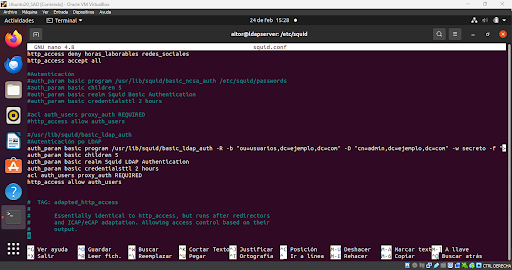 Ubuntu20_SAD [Corriendo] - Oracle VM VirtualBox
Archivo Máquina Ver Entrada Dispositivos Ayuda
Actividades Terminal 24 de feb 15:28
aitor@ldapserver: /etc/squid
GNU nano 4.8 squid.conf
http_access deny horas_laborables redes_sociales
http_access accept all
#Autenticación
#auth_param basic program /usr/lib/squid/basic_ncsa_auth /etc/squid/passwords
#auth_param basic children 5
#auth_param basic realm Squid Basic Authentication
#auth_param basic credentialsttl 2 hours
#acl auth_users proxy_auth REQUIRED
#http_access allow auth_users
#/usr/lib/squid/basic_ldap_auth
#Autenticación po LDAP
auth_param basic program /usr/lib/squid/basic_ldap_auth -R -b "ou=usuarios,dc=ejemplo,dc=com" -D "cn=admin,dc=ejemplo,dc=com" -w secreto -f
auth_param basic children 5
auth_param basic realm Squid LDAP Authentication
auth_param basic credentialsttl 2 hours
acl auth_users proxy_auth REQUIRED
http_access allow auth_users
# TAG: adapted_http_access
#
# Essentially identical to http_access, but runs after redirectors
# and ICAP/eCAP adaptation. Allowing access control based on their
# output.
#
^G Ver ayuda ^O Guardar ^W Buscar ^K Cortar Texto ^J Justificar ^C Posición M-U Deshacer M-A Marcar text M-] A llave
^X Salir ^R Leer fich. ^\ Reemplazar ^U Pegar ^T Ortografía ^_ Ir a línea M-E Rehacer M-6 Copiar ^Q Buscar atrás
CTRL DERECHA